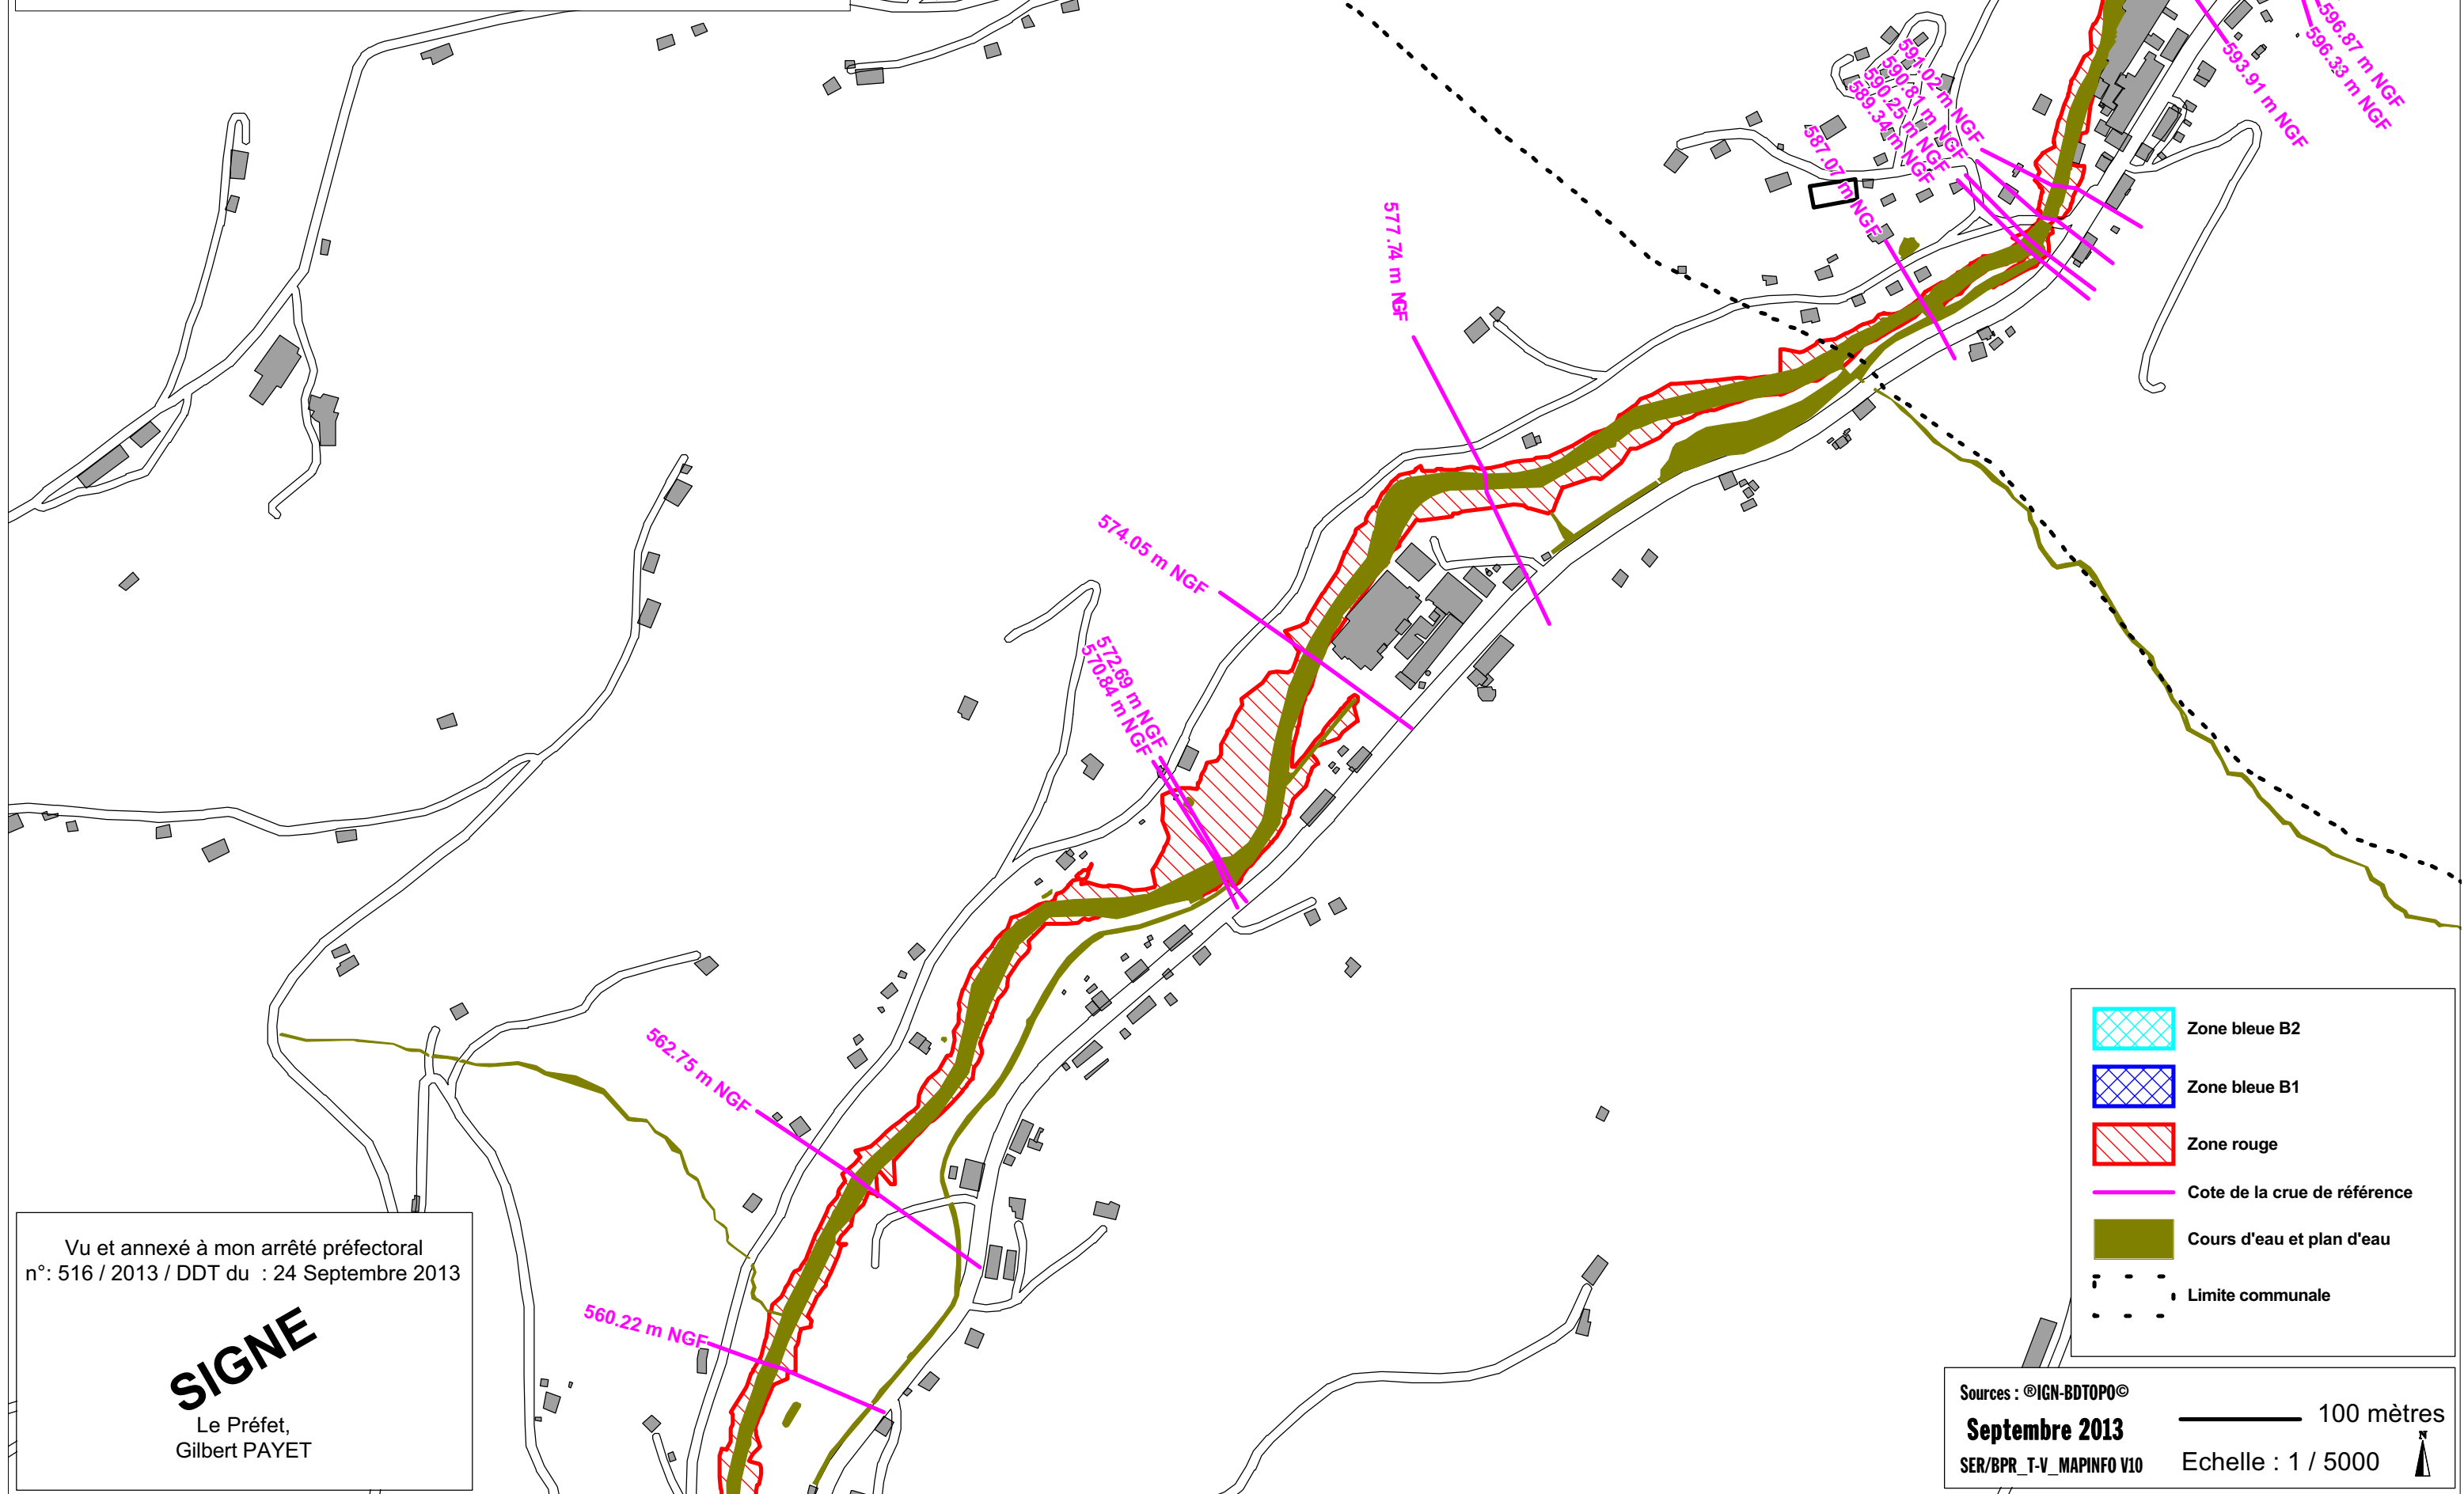 596.87 m NGF
596.33 m NGF
593.91 m NGF
591.02 m NGF
590.81 m NGF
590.25 m NGF
589.34 m NGF
587.07 m NGF
577.74 m NGF
574.05 m NGF
572.69 m NGF
570.84 m NGF
562.75 m NGF
560.22 m NGF
Zone bleue B2
Zone bleue B1
Zone rouge
Cote de la crue de référence
Cours d'eau et plan d'eau
Limite communale
Vu et annexé à mon arrêté préfectoral
n°: 516 / 2013 / DDT du : 24 Septembre 2013
SIGNE
Le Préfet,
Gilbert PAYET
Sources : ®IGN-BDTOPO©
Septembre 2013
SER/BPR_T-V_MAPINFO V10
100 mètres
Echelle : 1 / 5000
N